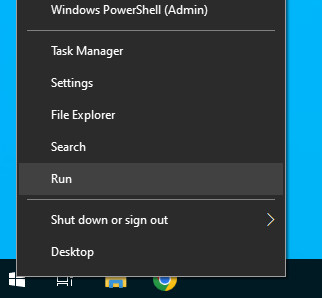 Windows PowerShell (Admin)
Task Manager
Settings
File Explorer
Search
Run
Shut down or sign out
Desktop